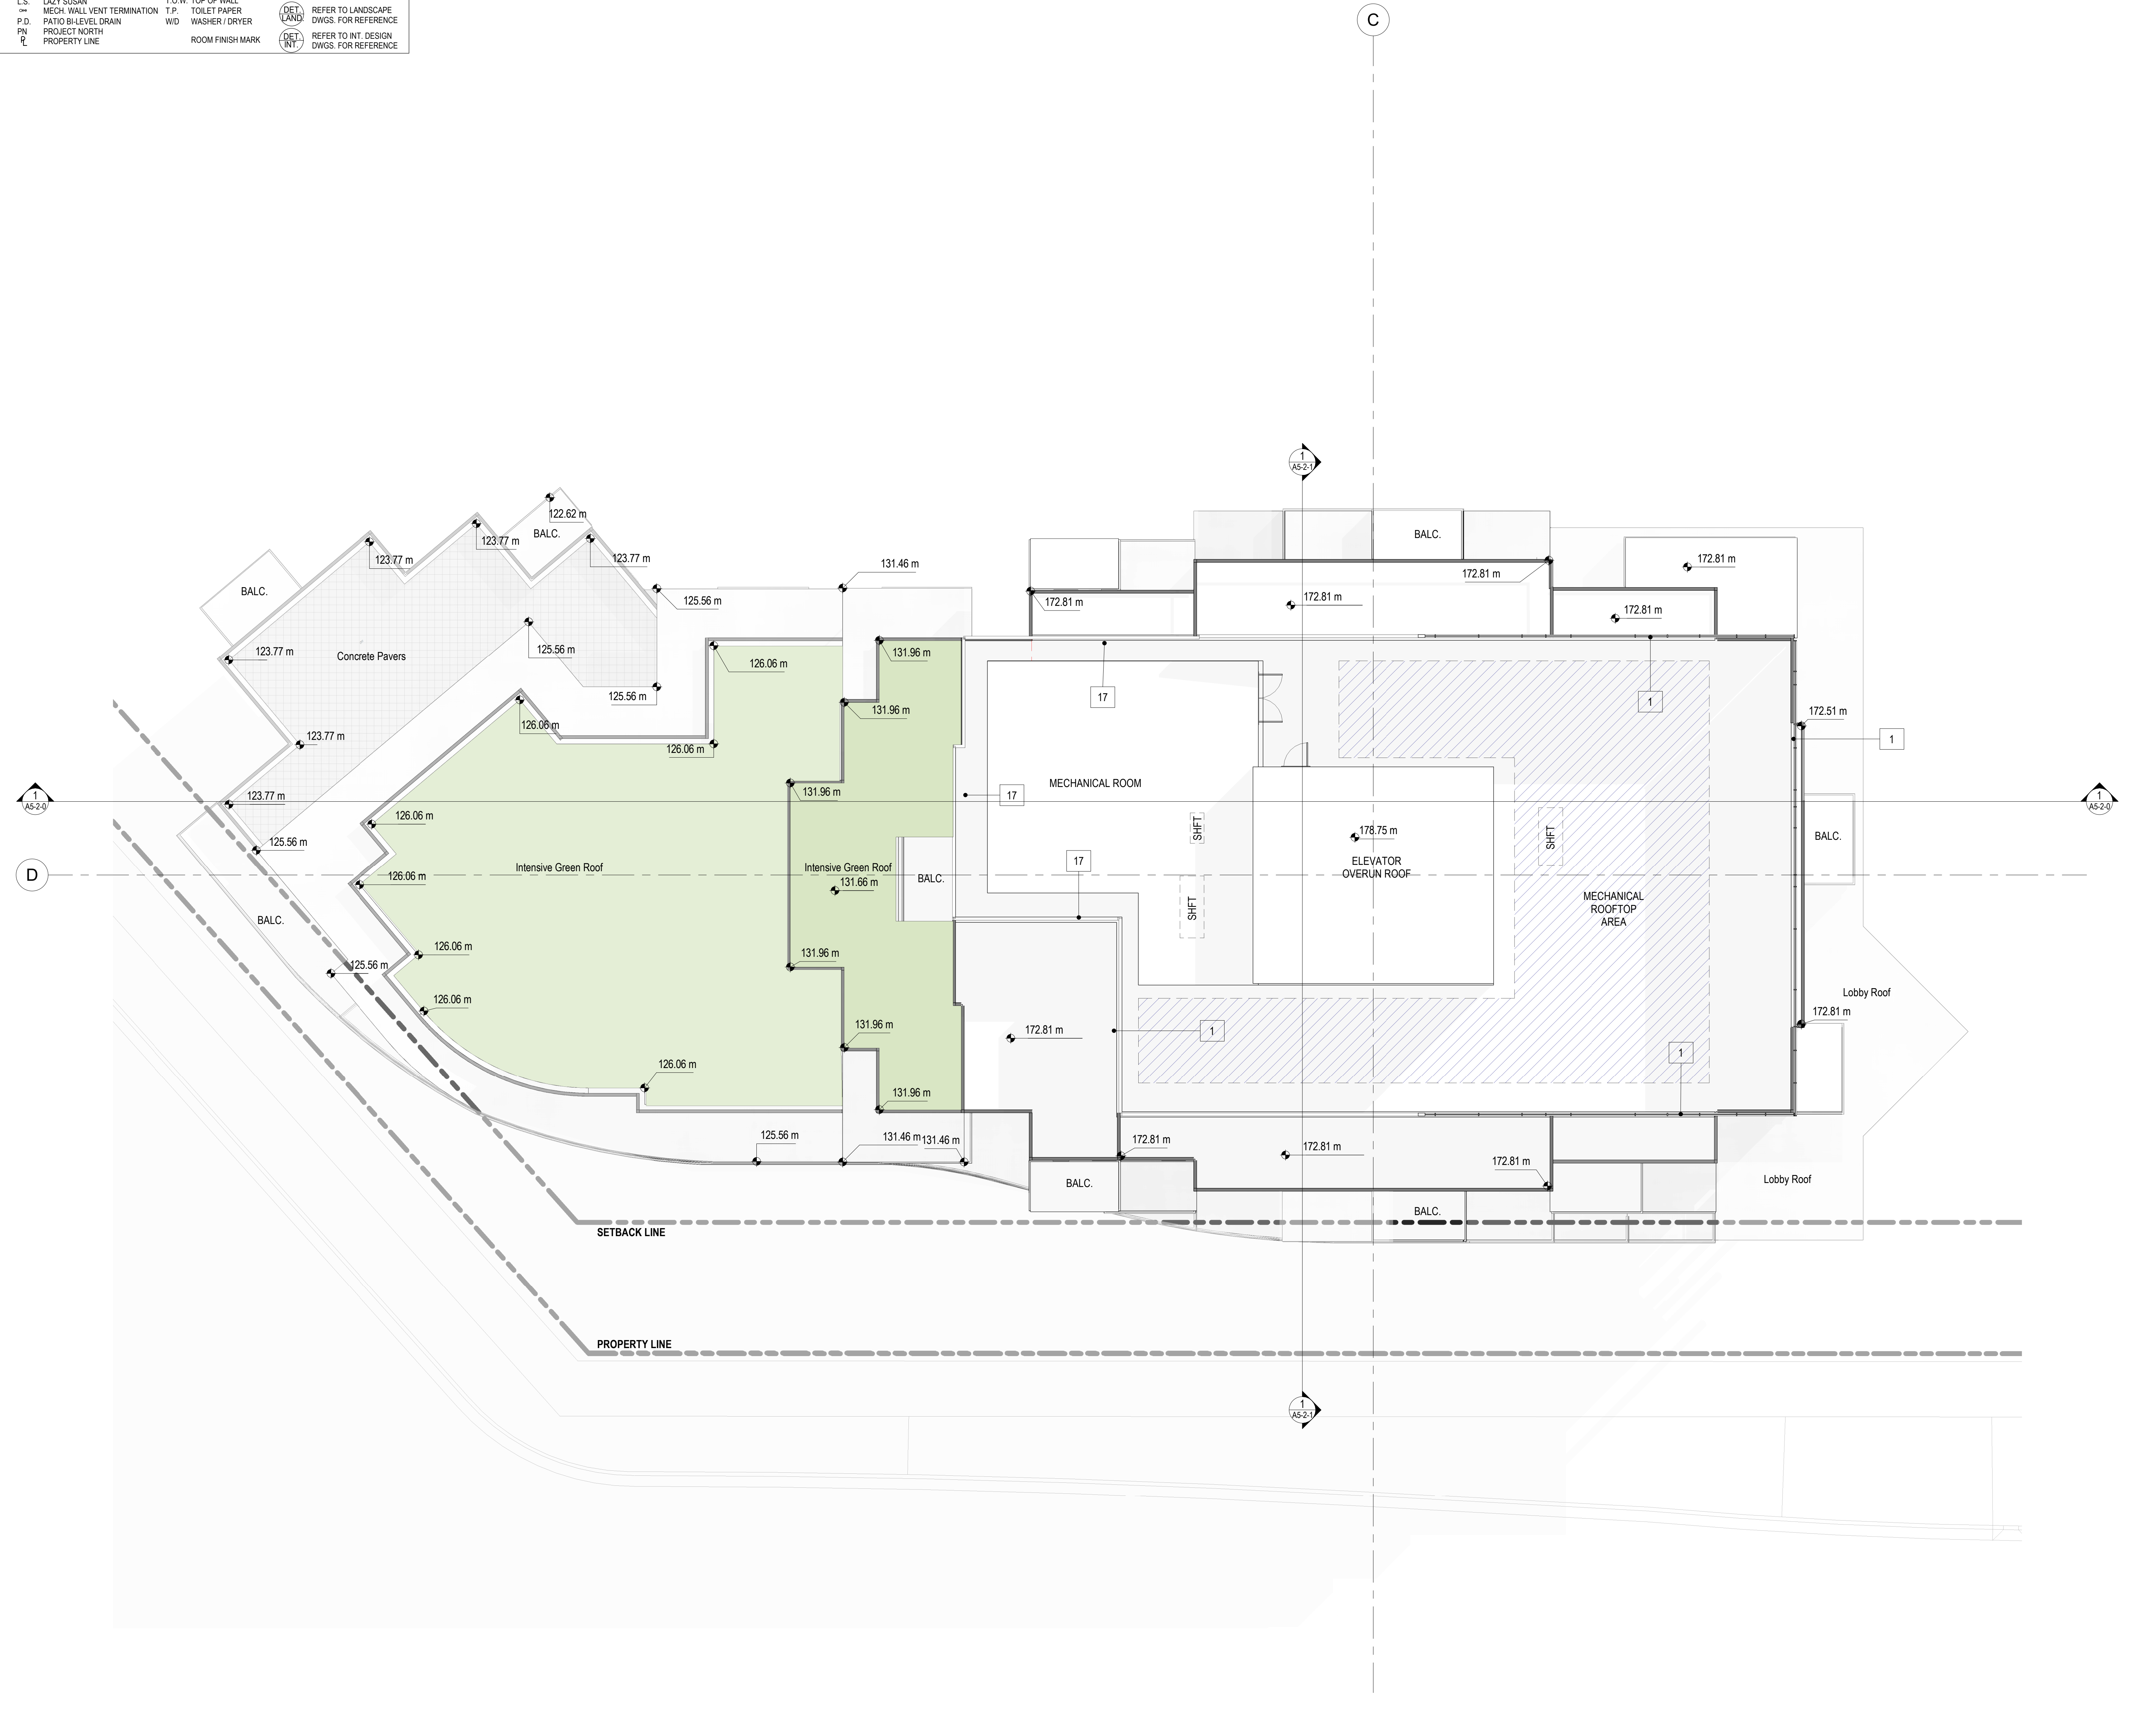 L.S. LAZY SUSAN T.O.W. TOP OF WALL
MECH. WALL VENT TERMINATION T.P. TOILET PAPER
P.D. PATIO BI-LEVEL DRAIN W/D WASHER / DRYER
PN PROJECT NORTH
PL PROPERTY LINE ROOM FINISH MARK
DET. LAND. REFER TO LANDSCAPE
DWGS. FOR REFERENCE
DET. INT. REFER TO INT. DESIGN
DWGS. FOR REFERENCE
C
1
A5-2-1
122.62 m
BALC.
123.77 m
123.77 m
123.77 m
BALC.
131.46 m
125.56 m
BALC.
172.81 m
172.81 m
172.81 m
172.81 m
172.81 m
125.56 m
Concrete Pavers
123.77 m
126.06 m
131.96 m
125.56 m
17
1
131.96 m
172.51 m
126.06 m
126.06 m
123.77 m
1
MECHANICAL ROOM
131.96 m
17
1
A5-2-0
123.77 m
1
A5-2-0
126.06 m
SHFT
178.75 m
SHFT
BALC.
125.56 m
17
ELEVATOR
OVERUN ROOF
D
Intensive Green Roof
Intensive Green Roof
131.66 m
BALC.
126.06 m
SHFT
MECHANICAL
ROOFTOP
AREA
BALC.
126.06 m
125.56 m
126.06 m
Lobby Roof
131.96 m
172.81 m
1
172.81 m
126.06 m
1
131.96 m
125.56 m
131.46 m
131.46 m
172.81 m
172.81 m
172.81 m
BALC.
Lobby Roof
BALC.
SETBACK LINE
PROPERTY LINE
1
A5-2-1